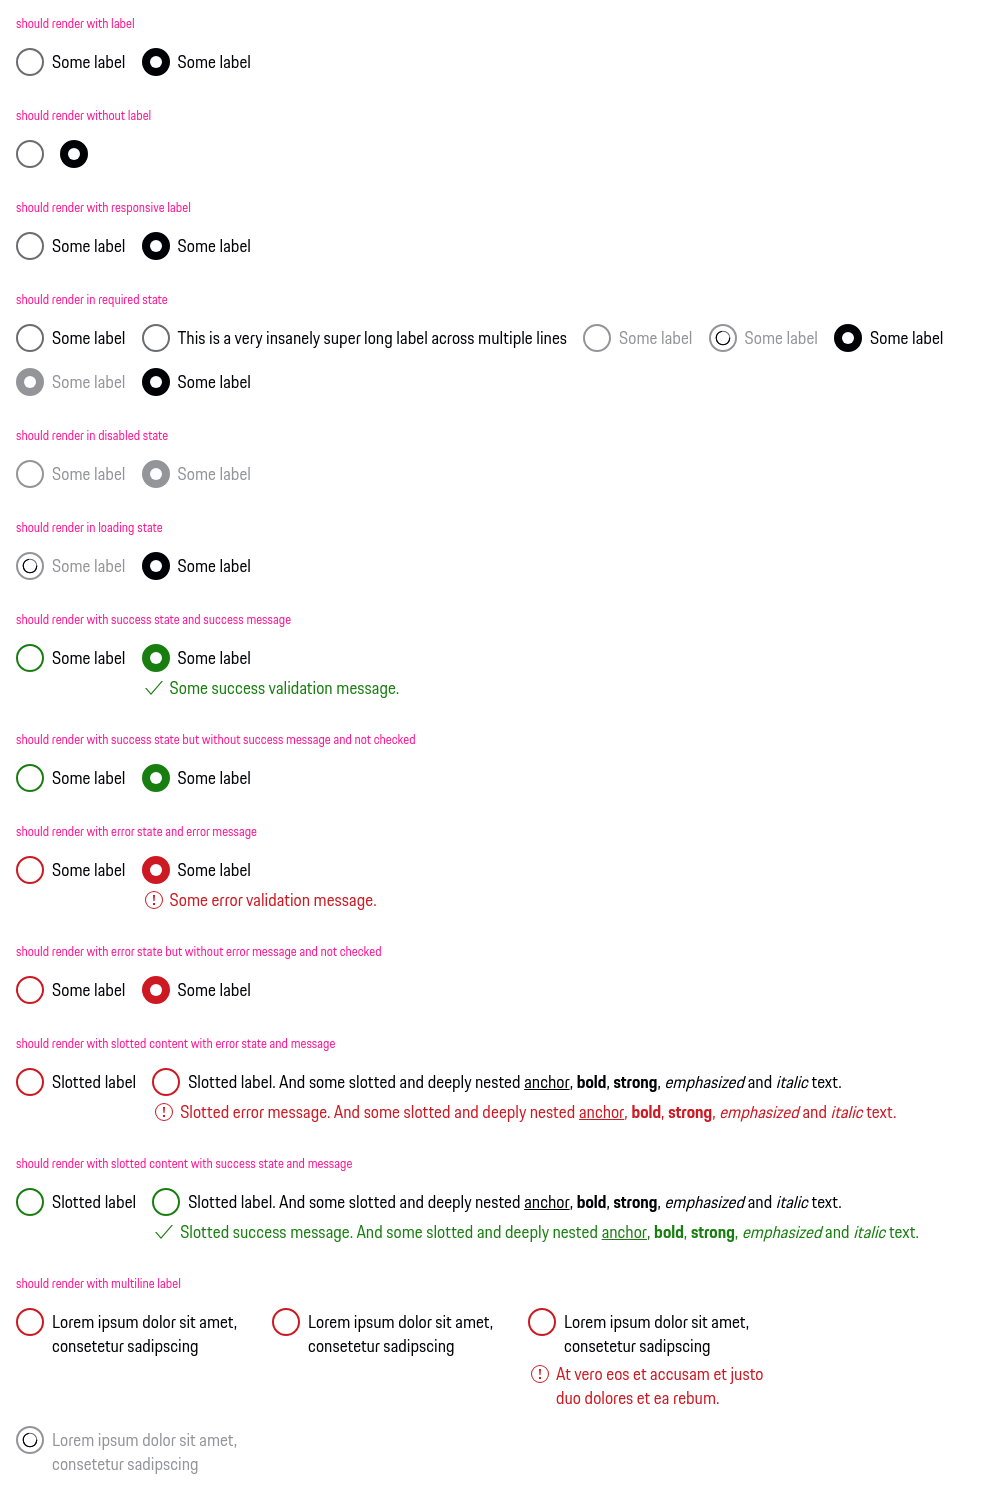 should render with label
Some label Some label
should render without label
should render with responsive label
Some label Some label
should render in required state
Some label This is a very insanely super long label across multiple lines Some label Some label Some label
Some label Some label
should render in disabled state
Some label Some label
should render in loading state
Some label Some label
should render with success state and success message
Some label Some label
Some success validation message.
should render with success state but without success message and not checked
Some label Some label
should render with error state and error message
Some label Some label
Some error validation message.
should render with error state but without error message and not checked
Some label Some label
should render with slotted content with error state and message
Slotted label Slotted label. And some slotted and deeply nested anchor, bold, strong, emphasized and italic text.
Slotted error message. And some slotted and deeply nested anchor, bold, strong, emphasized and italic text.
should render with slotted content with success state and message
Slotted label Slotted label. And some slotted and deeply nested anchor, bold, strong, emphasized and italic text.
Slotted success message. And some slotted and deeply nested anchor, bold, strong, emphasized and italic text.
should render with multiline label
Lorem ipsum dolor sit amet,
consetetur sadipscing
Lorem ipsum dolor sit amet,
consetetur sadipscing
Lorem ipsum dolor sit amet,
consetetur sadipscing
At vero eos et accusam et justo
duo dolores et ea rebum.
Lorem ipsum dolor sit amet,
consetetur sadipscing